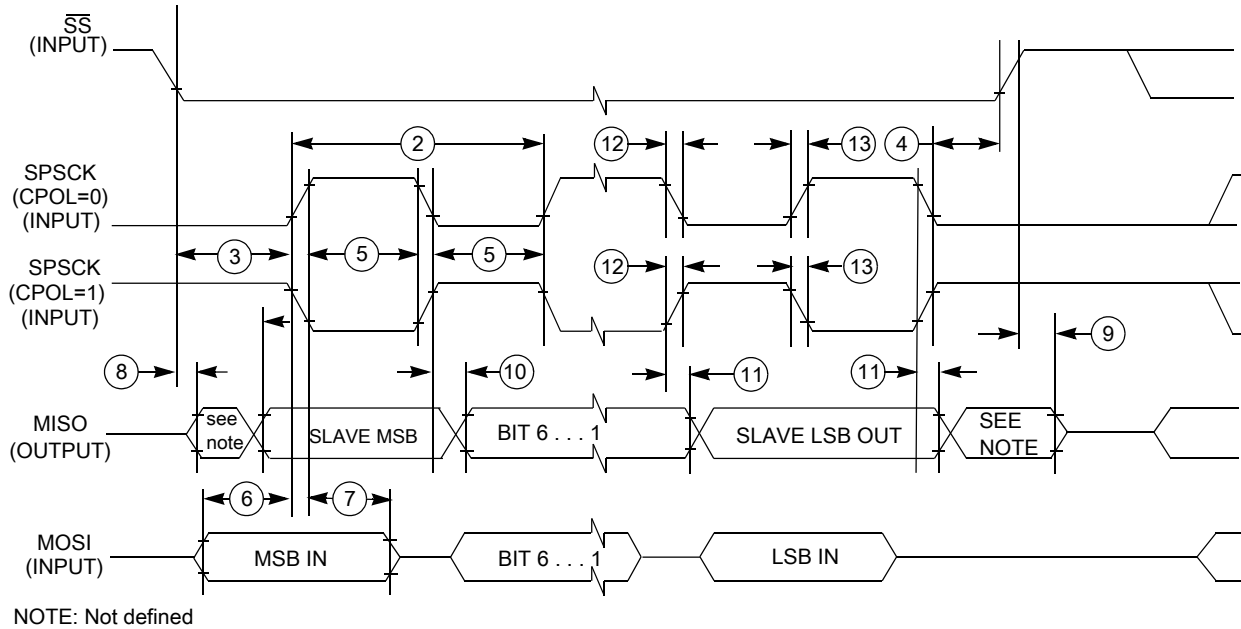 SS
(INPUT)
2
12
13
4
SPSCK
(CPOL=0)
(INPUT)
3
5
5
SPSCK
(CPOL=1)
(INPUT)
12
13
8
10
11
11
9
MISO
(OUTPUT)
see
note
SLAVE MSB
BIT 6 . . . 1
SLAVE LSB OUT
SEE
NOTE
6
7
MOSI
(INPUT)
MSB IN
BIT 6 . . . 1
LSB IN
NOTE: Not defined